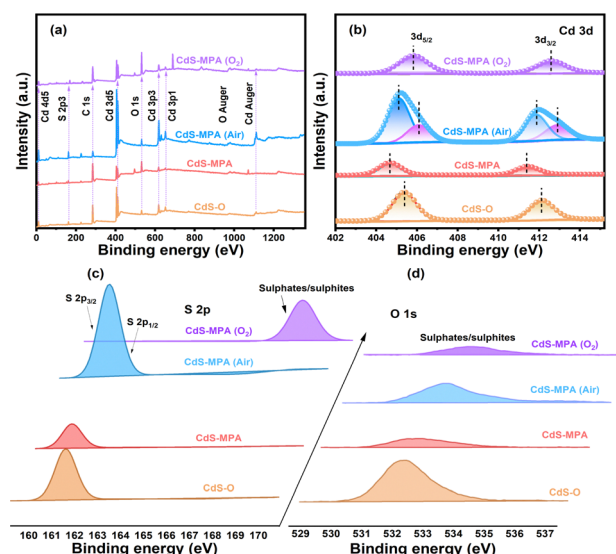 (a)
CdS-MPA (O₂)
Cd 4d5
S 2p3
C 1s
Cd 3d5
O 1s
Cd 3p3
Cd 3p1
O Auger
Cd Auger
CdS-MPA (Air)
CdS-MPA
CdS-O
Intensity (a.u.)
0 200 400 600 800 1000 1200
Binding energy (eV)
(b)
Cd 3d
3d₅/₂
3d₃/₂
CdS-MPA (O₂)
CdS-MPA (Air)
CdS-MPA
CdS-O
Intensity (a.u.)
402 404 406 408 410 412 414
Binding energy (eV)
(c)
S 2p
S 2p₃/₂
S 2p₁/₂
Sulphates/sulphites
CdS-MPA (O₂)
CdS-MPA (Air)
CdS-MPA
CdS-O
160 161 162 163 164 165 166 167 168 169 170
Binding energy (eV)
(d)
O 1s
Sulphates/sulphites
CdS-MPA (O₂)
CdS-MPA (Air)
CdS-MPA
CdS-O
529 530 531 532 533 534 535 536 537
Binding energy (eV)